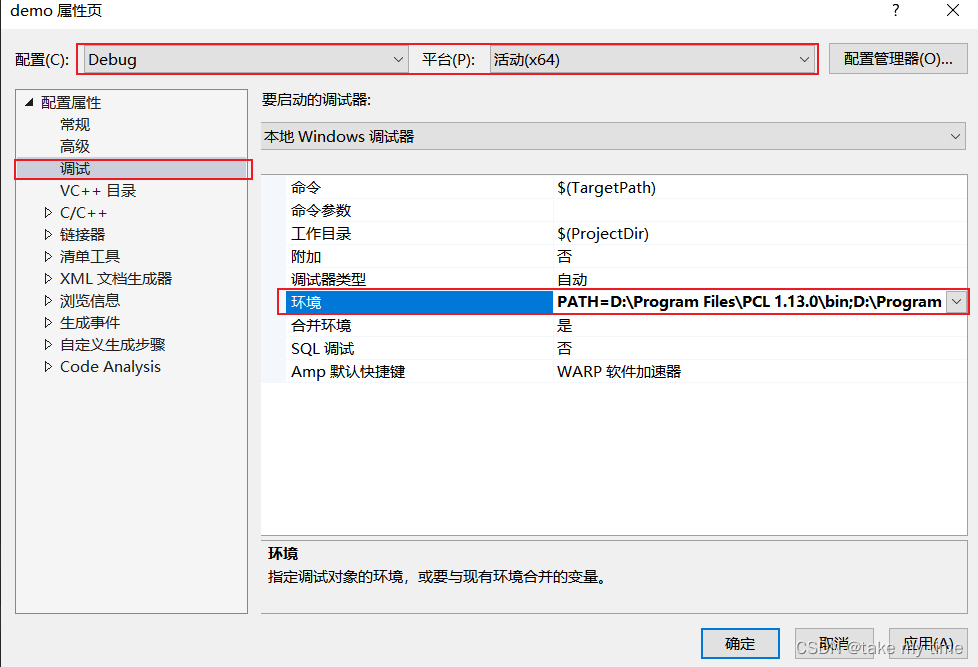 demo 属性页
配置(C): Debug 平台(P): 活动(x64) 配置管理器(O)...
配置属性
常规
高级
调试
VC++ 目录
C/C++
链接器
清单工具
XML 文档生成器
浏览信息
生成事件
自定义生成步骤
Code Analysis
要启动的调试器:
本地 Windows 调试器
命令 $(TargetPath)
命令参数
工作目录 $(ProjectDir)
附加 否
调试器类型 自动
环境 PATH=D:\Program Files\PCL 1.13.0\bin;D:\Program
合并环境 是
SQL 调试 否
Amp 默认快捷键 WARP 软件加速器
环境
指定调试对象的环境，或要与现有环境合并的变量。
确定 取消 应用(A)
CSDN @take my time